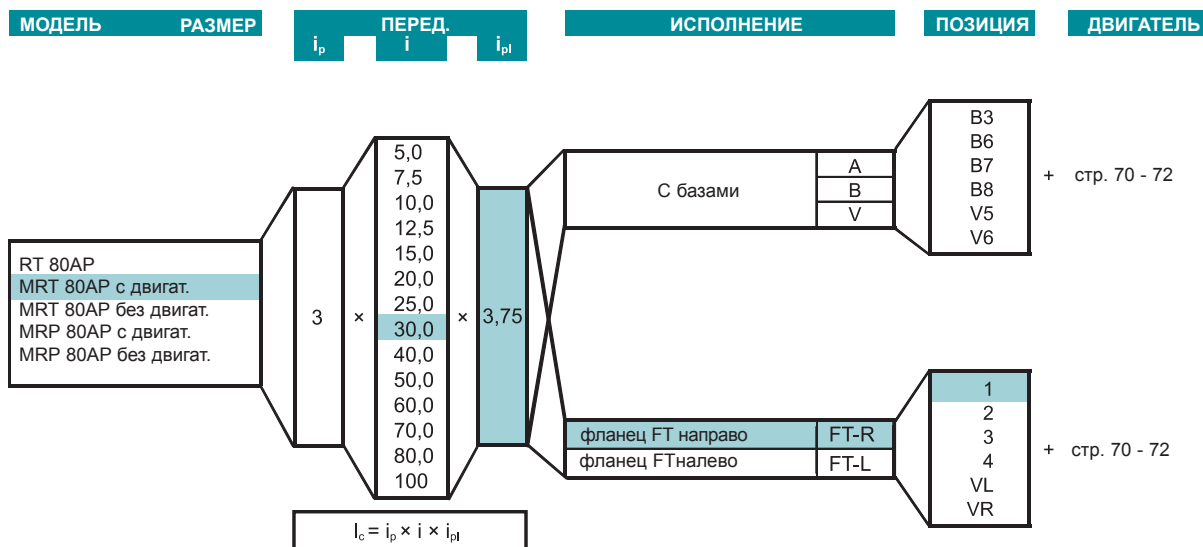 МОДЕЛЬ РАЗМЕР ПЕРЕД. ИСПОЛНЕНИЕ ПОЗИЦИЯ ДВИГАТЕЛЬ
ip i ipl
RT 80AP
MRT 80AP с двигат.
MRT 80AP без двигат.
MRP 80AP с двигат.
MRP 80AP без двигат.
3
×
5,0
7,5
10,0
12,5
15,0
20,0
25,0
30,0
40,0
50,0
60,0
70,0
80,0
100
×
3,75
Ic = ip × i × ipl
С базами
A
B
V
B3
B6
B7
B8
V5
V6
+ стр. 70 - 72
фланец FT направо FT-R
фланец FTналево FT-L
1
2
3
4
VL
VR
+ стр. 70 - 72